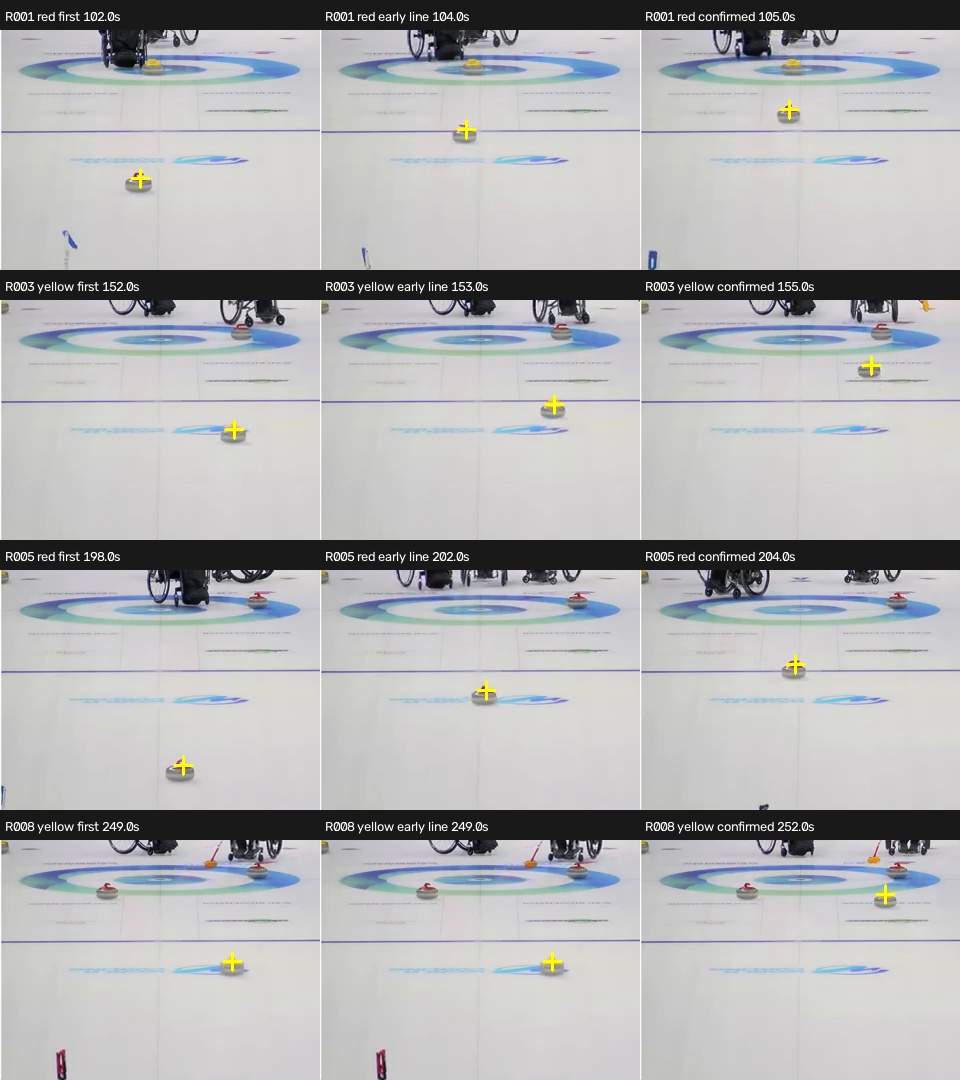 R001 red first 102.0s
R001 red early line 104.0s
R001 red confirmed 105.0s
R003 yellow first 152.0s
R003 yellow early line 153.0s
R003 yellow confirmed 155.0s
R005 red first 198.0s
R005 red early line 202.0s
R005 red confirmed 204.0s
R008 yellow first 249.0s
R008 yellow early line 249.0s
R008 yellow confirmed 252.0s